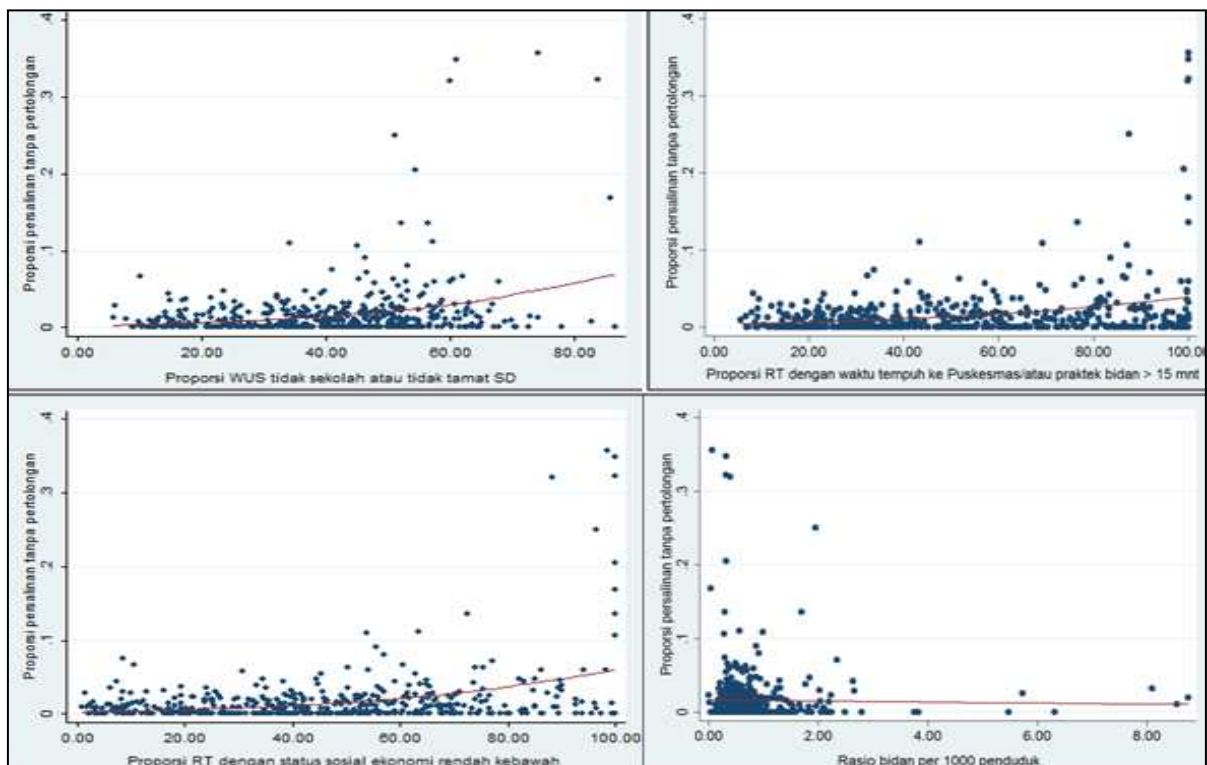 Proporsi persalinan tanpa pertolongan
.4
.3
.2
.1
0
0.00 20.00 40.00 60.00 80.00
Proporsi WUS tidak sekolah atau tidak tamat SD
Proporsi persalinan tanpa pertolongan
.4
.3
.2
.1
0
0.00 20.00 40.00 60.00 80.00 100.00
Proporsi RT dengan waktu tempuh ke Puskesmas/atau praktek bidan > 15 mnt
Proporsi persalinan tanpa pertolongan
.4
.3
.2
.1
0
0.00 20.00 40.00 60.00 80.00 100.00
Proporsi RT dengan status sosial ekonomi rendah kebawah
Proporsi persalinan tanpa pertolongan
.4
.3
.2
.1
0
0.00 2.00 4.00 6.00 8.00
Rasio bidan per 1000 penduduk